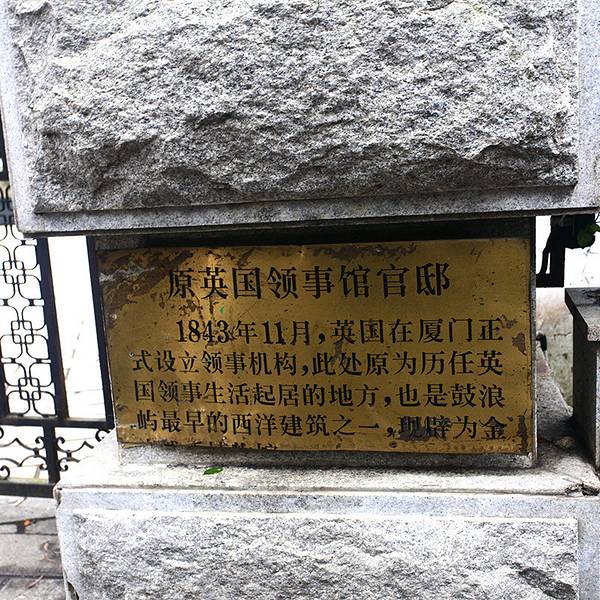 原英国领事馆官邸
1843年11月,英国在厦门正
式设立领事机构,此处原为历任英
国领事生活起居的地方,也是鼓浪
屿最早的西洋建筑之一,现辟为金